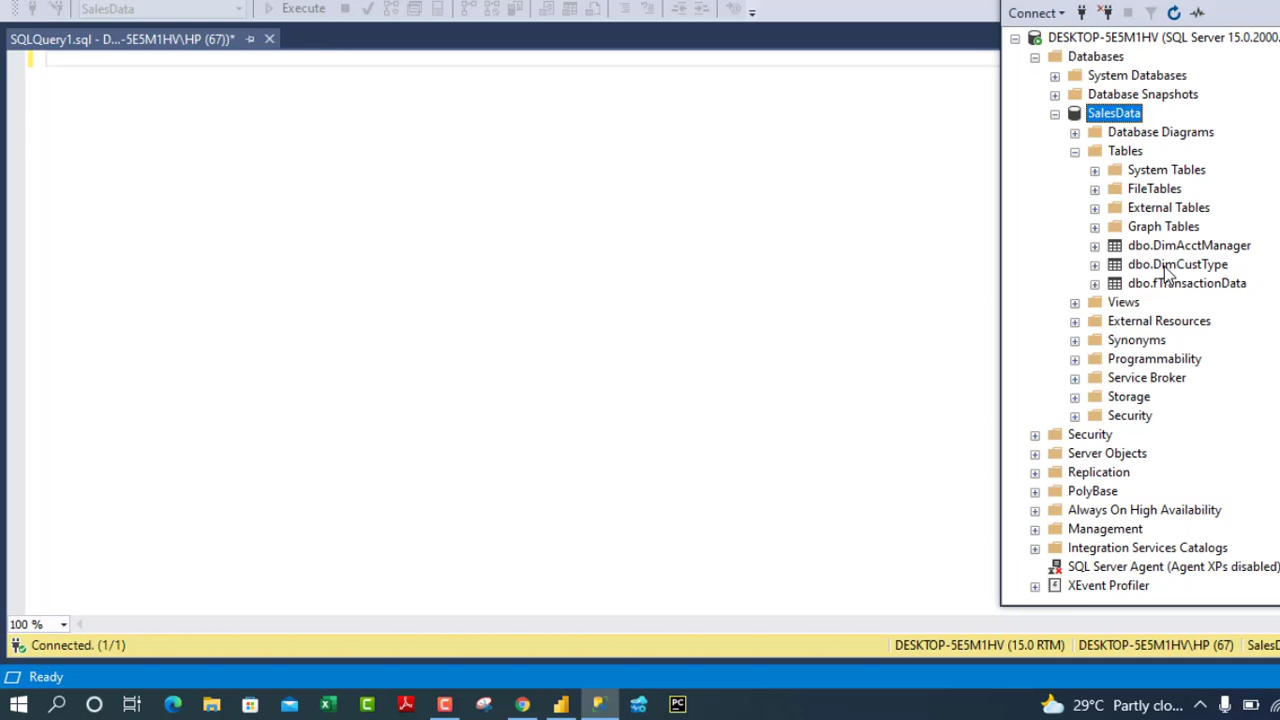 SalesData
Execute
SQLQuery1.sql - D...-5E5M1HV\HP (67))*
Connect
DESKTOP-5E5M1HV (SQL Server 15.0.2000.
Databases
System Databases
Database Snapshots
SalesData
Database Diagrams
Tables
System Tables
FileTables
External Tables
Graph Tables
dbo.DimAcctManager
dbo.DimCustType
dbo.fTransactionData
Views
External Resources
Synonyms
Programmability
Service Broker
Storage
Security
Security
Server Objects
Replication
PolyBase
Always On High Availability
Management
Integration Services Catalogs
SQL Server Agent (Agent XPs disabled)
XEvent Profiler
100 %
Connected. (1/1)
DESKTOP-5E5M1HV (15.0 RTM)
DESKTOP-5E5M1HV\HP (67)
SalesD
Ready
PC
29°C Partly clo...